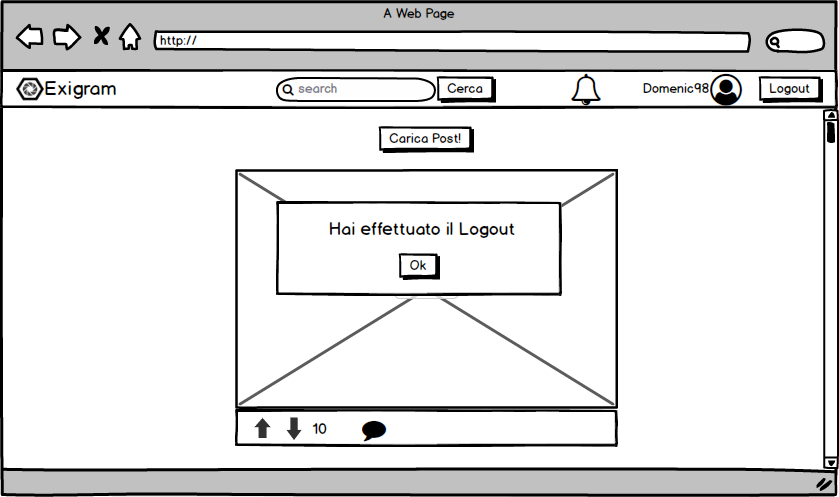 A Web Page
http://
Exigram
search
Cerca
Domenic98
Logout
Carica Post!
Hai effettuato il Logout
Ok
10